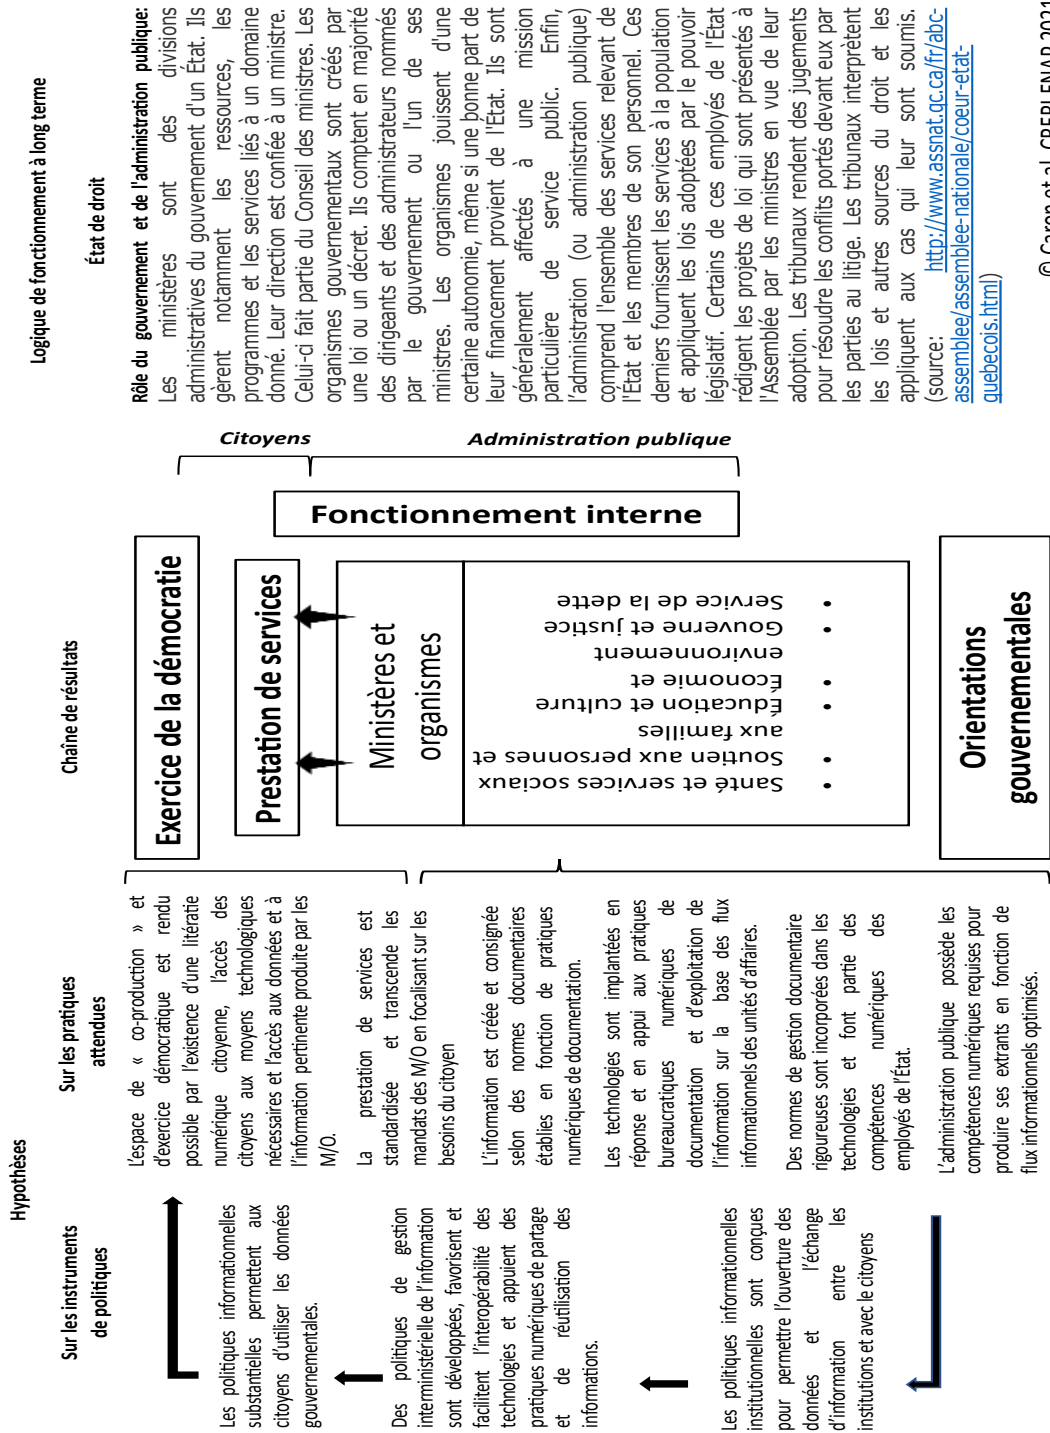 Hypothèses
Sur les instruments
de politiques
Les politiques informationnelles
substantielles permettent aux
citoyens d'utiliser les données
gouvernementales.
Des politiques de gestion
interministérielle de l'information
sont développées, favorisent et
facilitent l'interopérabilité des
technologies et appuient des
pratiques numériques de partage
et de réutilisation des
informations.
Les politiques informationnelles
institutionnelles sont conçues
pour permettre l'ouverture des
données et l'échange
d'information entre les
institutions et avec le citoyens
Sur les pratiques
attendues
L'espace de « co-production » et
d'exercice démocratique est rendu
possible par l'existence d'une litératie
numérique citoyenne, l'accès des
citoyens aux moyens technologiques
nécessaires et l'accès aux données et à
l'information pertinente produite par les
M/O.
La prestation de services est
standardisée et transcende les
mandats des M/O en focalisant sur les
besoins du citoyen
L'information est créée et consignée
selon des normes documentaires
établies en fonction de pratiques
numériques de documentation.
Les technologies sont implantées en
réponse et en appui aux pratiques
bureaucratiques numériques de
documentation et d'exploitation de
l'information sur la base des flux
informationnels des unités d'affaires.
Des normes de gestion documentaire
rigoureuses sont incorporées dans les
technologies et font partie des
compétences numériques des
employés de l'État.
L'administration publique possède les
compétences numériques requises pour
produire ses extrants en fonction de
flux informationnels optimisés.
Chaîne de résultats
Exercice de la démocratie
Prestation de services
Ministères et
organismes
• Santé et services sociaux
• Soutien aux personnes et
aux familles
• Éducation et culture
• Économie et
environnement
• Gouverne et justice
• Service de la dette
Orientations
gouvernementales
Fonctionnement interne
Citoyens
Administration publique
Logique de fonctionnement à long terme
État de droit
Rôle du gouvernement et de l'administration publique:
Les ministères sont des divisions
administratives du gouvernement d'un État. Ils
gèrent notamment les ressources, les
programmes et les services liés à un domaine
donné. Leur direction est confiée à un ministre.
Celui-ci fait partie du Conseil des ministres. Les
organismes gouvernementaux sont créés par
une loi ou un décret. Ils comptent en majorité
des dirigeants et des administrateurs nommés
par le gouvernement ou l'un de ses
ministres. Les organismes jouissent d'une
certaine autonomie, même si une bonne part de
leur financement provient de l'État. Ils sont
généralement affectés à une mission
particulière de service public. Enfin,
l'administration (ou administration publique)
comprend l'ensemble des services relevant de
l'État et les membres de son personnel. Ces
derniers fournissent les services à la population
et appliquent les lois adoptées par le pouvoir
législatif. Certains de ces employés de l'État
rédigent les projets de loi qui sont présentés à
l'Assemblée par les ministres en vue de leur
adoption. Les tribunaux rendent des jugements
pour résoudre les conflits portés devant eux par
les parties au litige. Les tribunaux interprètent
les lois et autres sources du droit et les
appliquent aux cas qui leur sont soumis.
(source: http://www.assnat.qc.ca/fr/abc-
assemblee/assemblee-nationale/coeur-etat-
quebecois.html)
© Caron et al. CREPI ENAP 2021